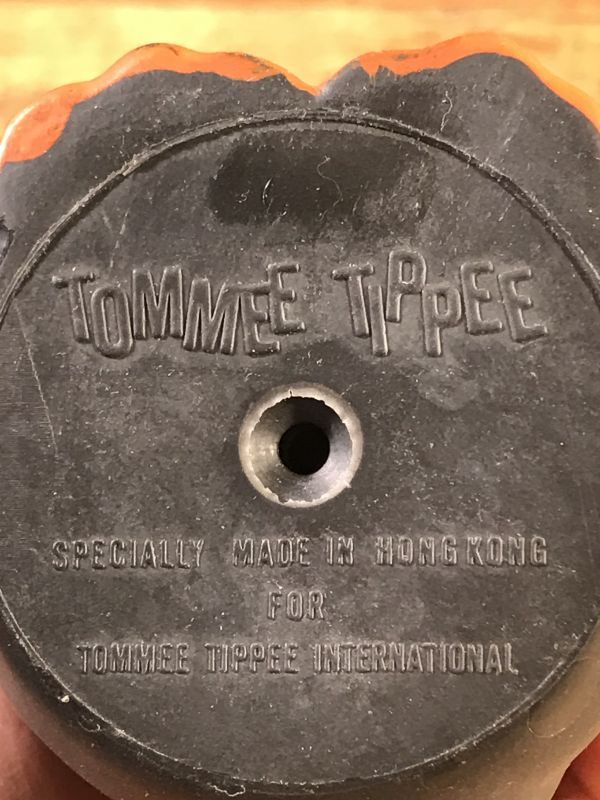 TOMMEE TIPPEE
SPECIALLY MADE IN HONG KONG
FOR
TOMMEE TIPPEE INTERNATIONAL